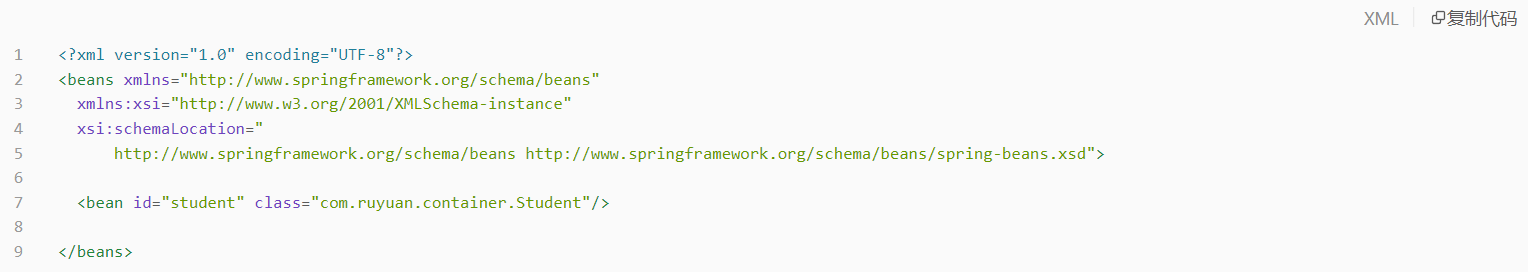 XML 复制代码
1 <?xml version="1.0" encoding="UTF-8"?>
2 <beans xmlns="http://www.springframework.org/schema/beans"
3   xmlns:xsi="http://www.w3.org/2001/XMLSchema-instance"
4   xsi:schemaLocation="
5       http://www.springframework.org/schema/beans http://www.springframework.org/schema/beans/spring-beans.xsd">
6
7   <bean id="student" class="com.ruyuan.container.Student"/>
8
9 </beans>